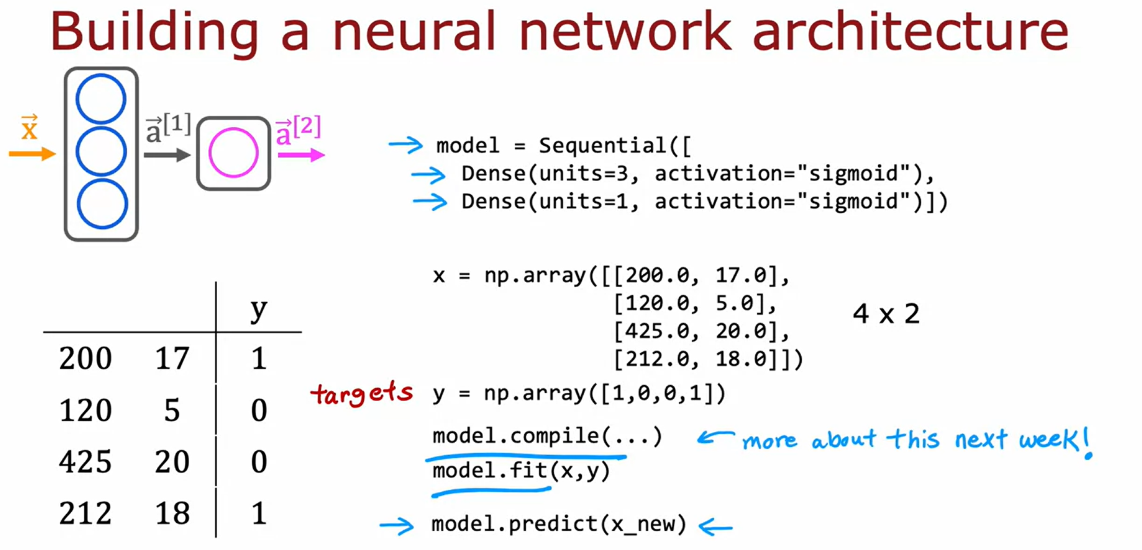 Building a neural network architecture
x⃗
a⃗[1]
a⃗[2]
model = Sequential([
Dense(units=3, activation="sigmoid"),
Dense(units=1, activation="sigmoid")])
x = np.array([[200.0, 17.0],
[120.0, 5.0],
[425.0, 20.0],
[212.0, 18.0]])
4 x 2
targets y = np.array([1,0,0,1])
model.compile(...) ← more about this next week!
model.fit(x,y)
→ model.predict(x_new) ←
y
200 17 1
120 5 0
425 20 0
212 18 1